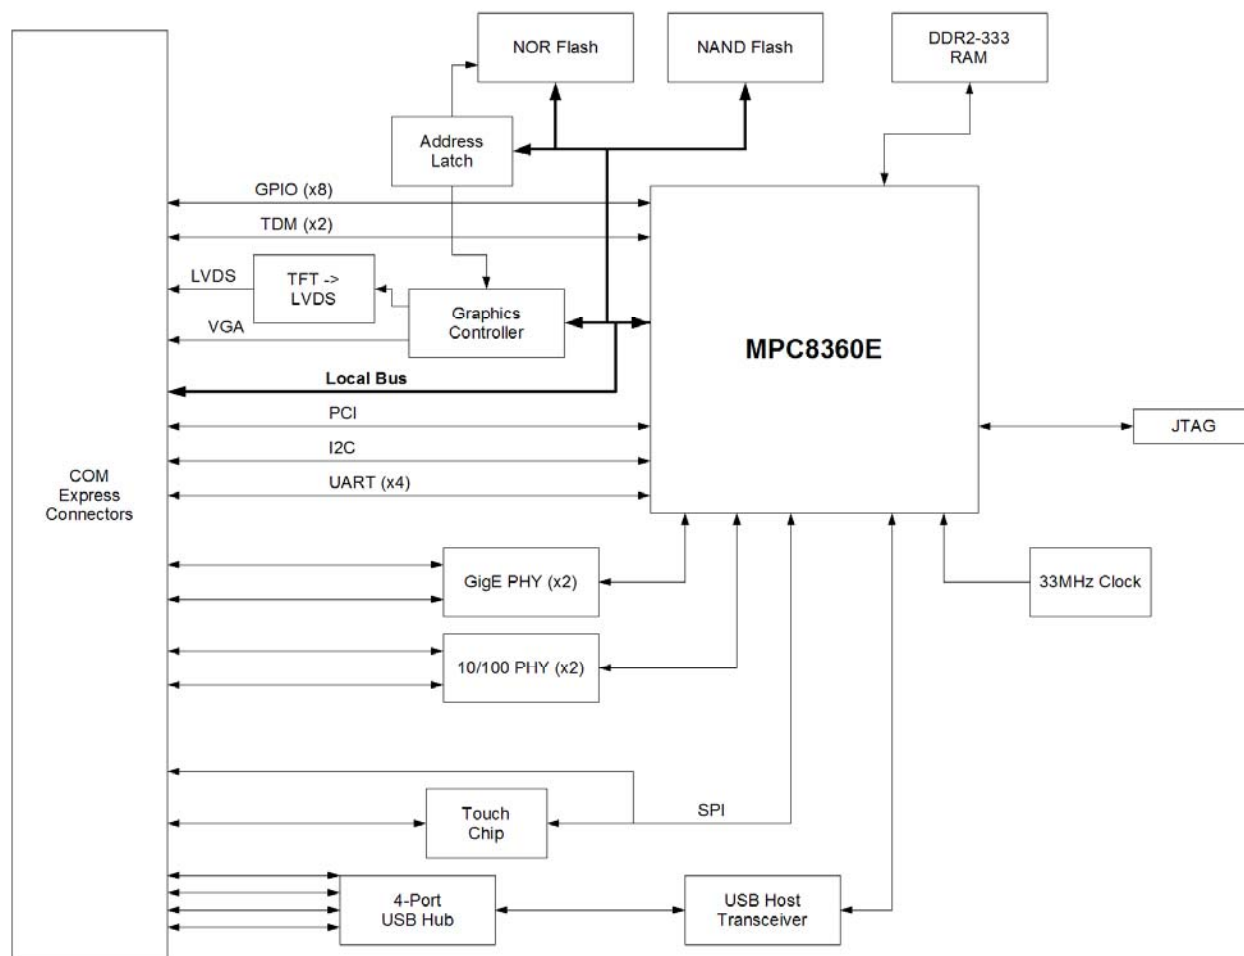 NOR Flash
NAND Flash
DDR2-333
RAM
Address
Latch
GPIO (x8)
TDM (x2)
LVDS
TFT ->
LVDS
Graphics
Controller
VGA
MPC8360E
Local Bus
PCI
JTAG
I2C
UART (x4)
COM
Express
Connectors
GigE PHY (x2)
33MHz Clock
10/100 PHY (x2)
SPI
Touch
Chip
4-Port
USB Hub
USB Host
Transceiver